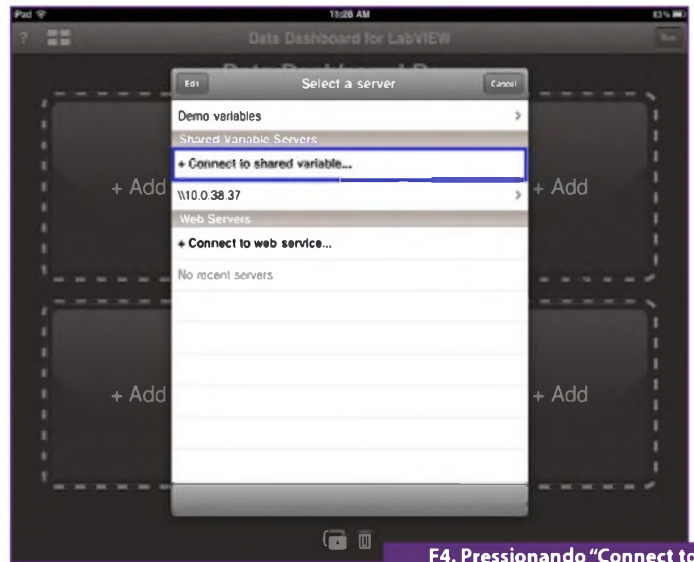 iPad 11:26 AM 83%
? Data Dashboard for LabVIEW
Edit Select a server Cancel
Demo variables
Shared Variable Servers
+ Connect to shared variable...
+ Add \\10.0.38.37 + Add
Web Servers
+ Connect to web service...
No recent servers
+ Add + Add
F4. Pressionando "Connect to